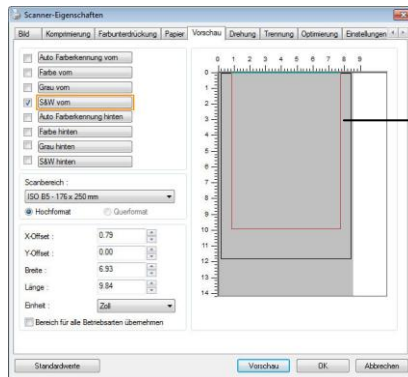 Scanner-Eigenschaften
Bild Komprimierung Farbunterdrückung Papier Vorschau Drehung Trennung Optimierung Einstellungen
Auto Farberkennung vorn
Farbe vorn
Grau vorn
S&W vorn
Auto Farberkennung hinten
Farbe hinten
Grau hinten
S&W hinten
Scanbereich :
ISO B5 - 176 x 250 mm
Hochformat Querformat
X-Offset : 0.79
Y-Offset : 0.00
Breite : 6.93
Länge : 9.84
Einheit : Zoll
Bereich für alle Betriebsarten übernehmen
0 1 2 3 4 5 6 7 8 9
0
1
2
3
4
5
6
7
8
9
10
11
12
13
14
Standardwerte Vorschau OK Abbrechen